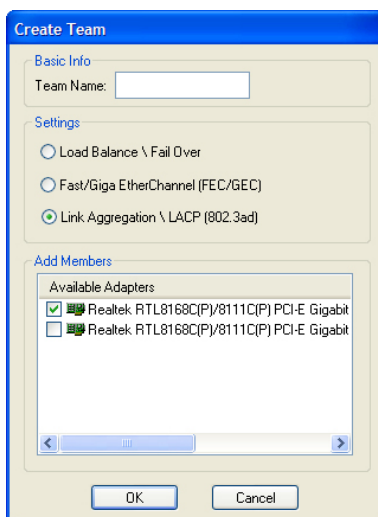 Create Team
Basic Info
Team Name:
Settings
Load Balance \ Fail Over
Fast/Giga EtherChannel (FEC/GEC)
Link Aggregation \ LACP (802.3ad)
Add Members
Available Adapters
Realtek RTL8168C(P)/8111C(P) PCI-E Gigabit
Realtek RTL8168C(P)/8111C(P) PCI-E Gigabit
OK Cancel